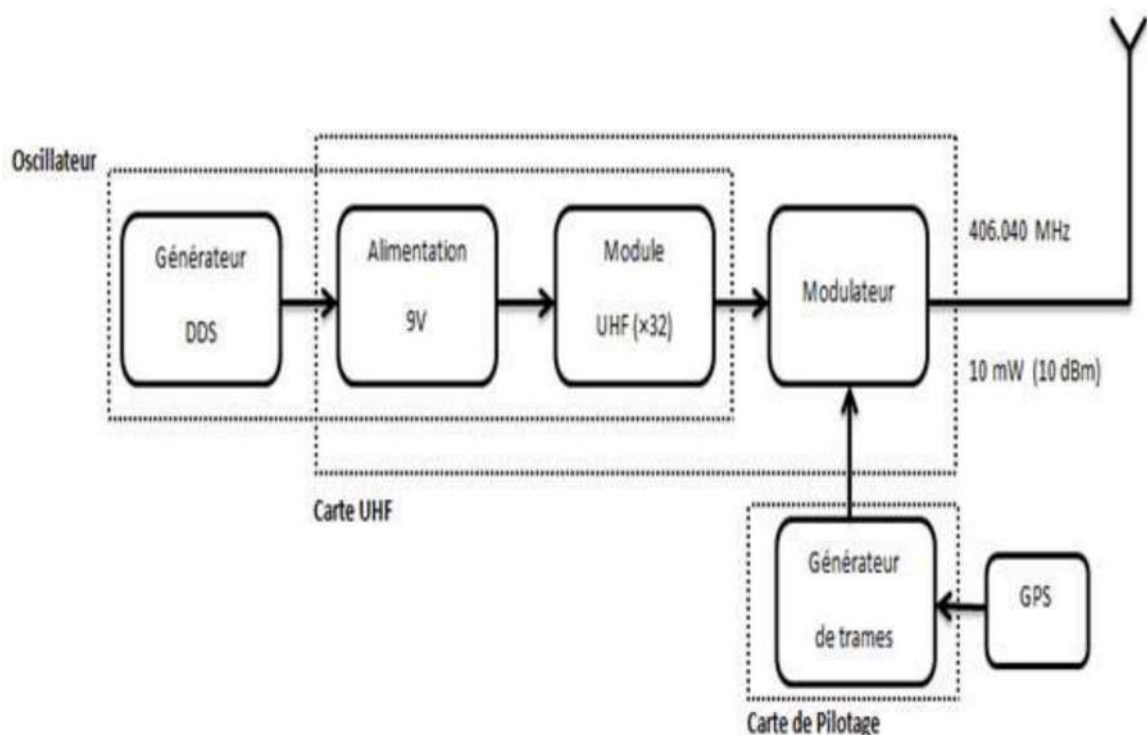 Oscillateur
Générateur
DDS
Alimentation
9V
Module
UHF (×32)
Modulateur
406.040 MHz
10 mW (10 dBm)
Carte UHF
Générateur
de trames
GPS
Carte de Pilotage